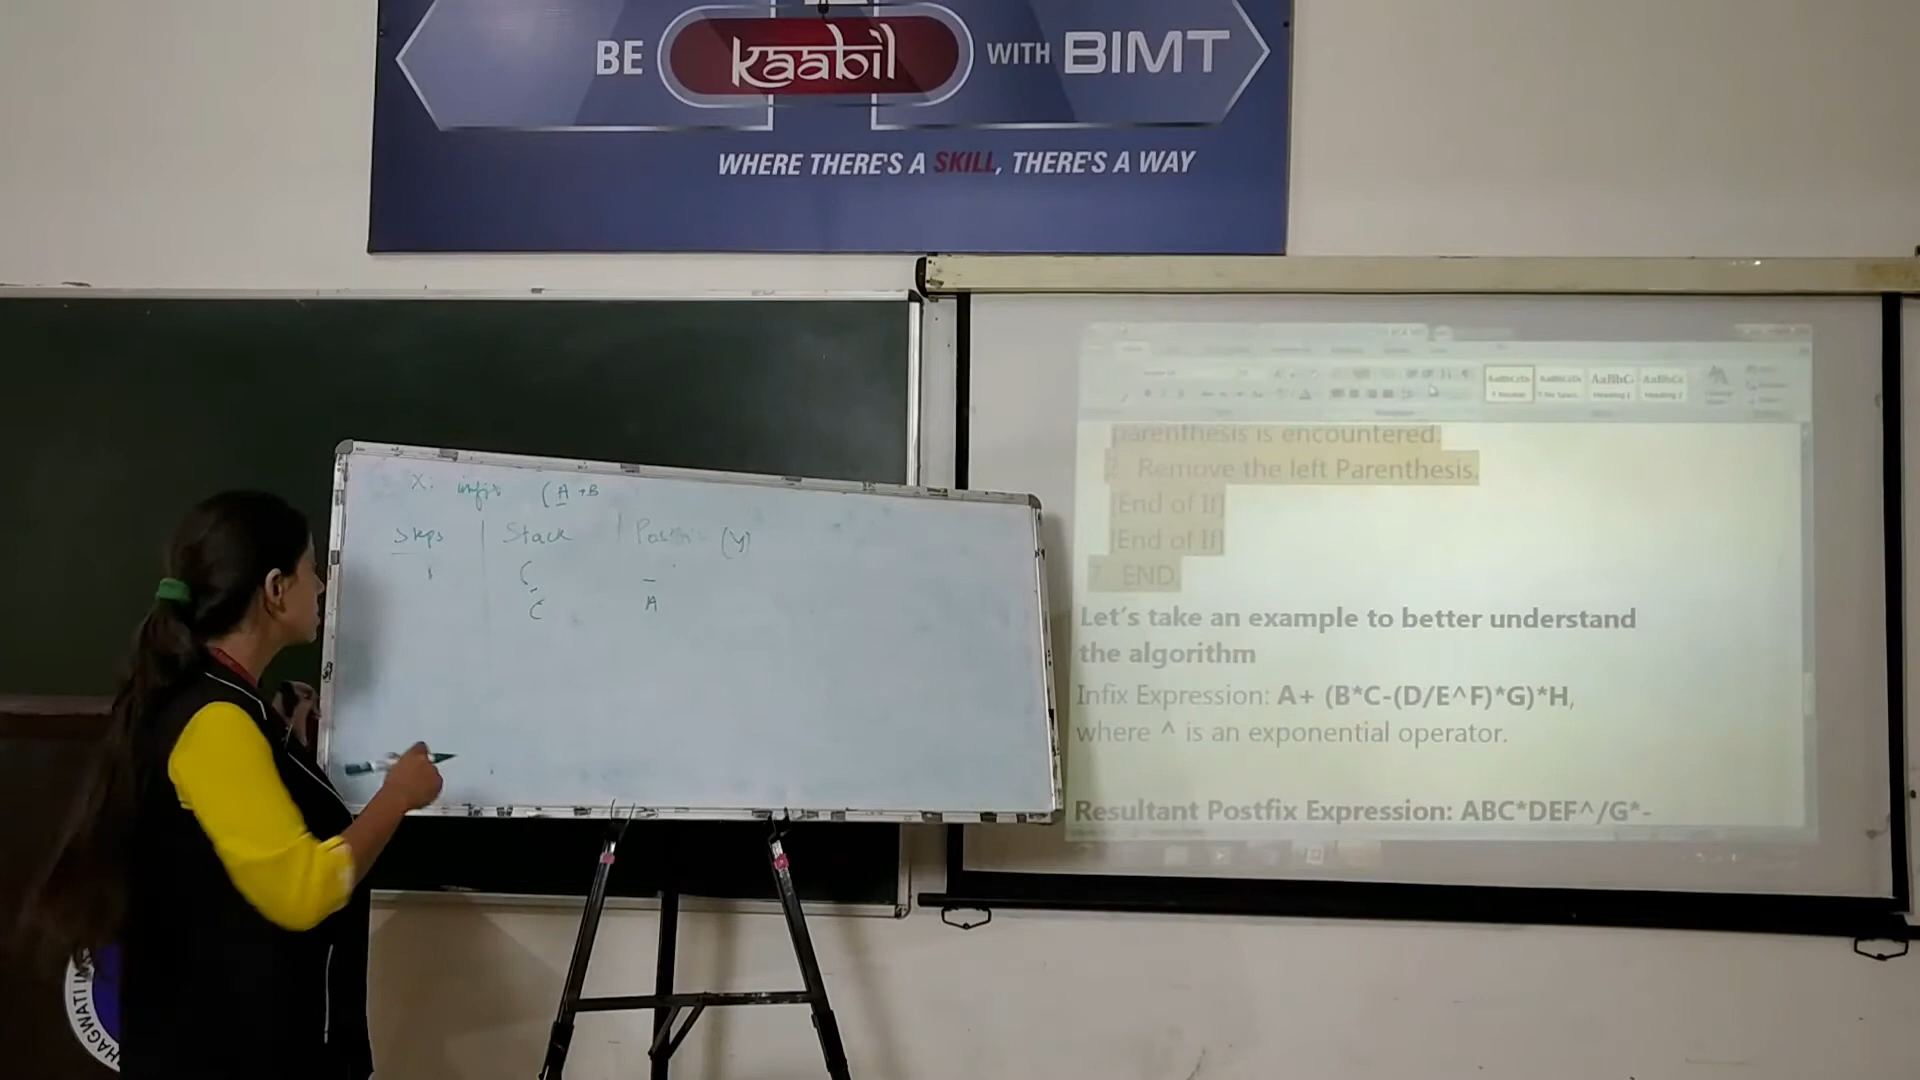 BE kaabil WITH BIMT
WHERE THERE'S A SKILL, THERE'S A WAY
X: infix (A +B
Steps Stack Postfix (Y)
1 ( –
( A
parenthesis is encountered.
2. Remove the left Parenthesis.
[End of If]
[End of If]
7. END.
Let's take an example to better understand
the algorithm
Infix Expression: A+ (B*C-(D/E^F)*G)*H,
where ^ is an exponential operator.
Resultant Postfix Expression: ABC*DEF^/G*-
HAGWATI